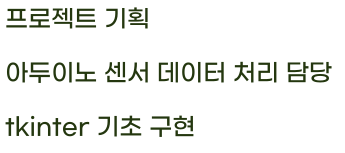 프로젝트 기획
아두이노 센서 데이터 처리 담당
tkinter 기초 구현